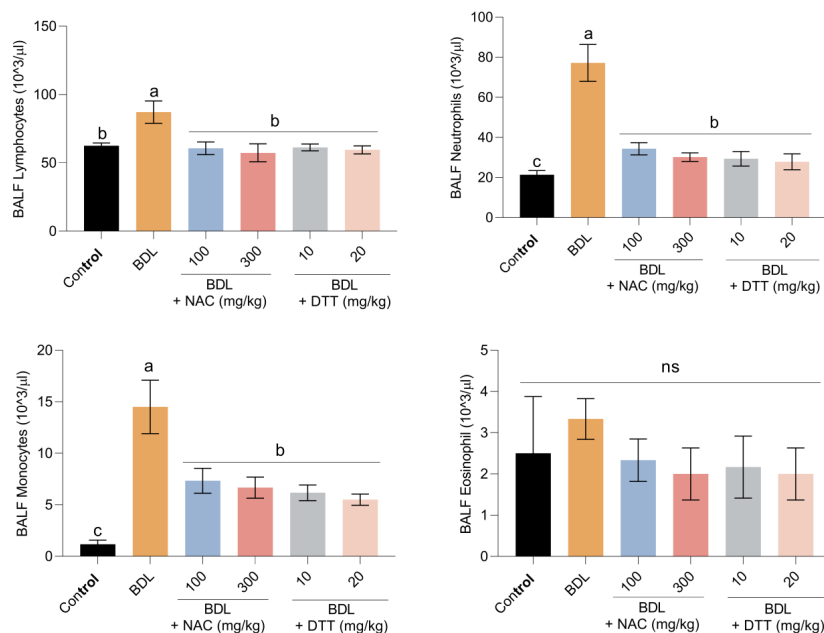 BALF Lymphocytes (10^3/µl)
150
100
50
0
b
a
b
Control
BDL
100
300
10
20
BDL
+ NAC (mg/kg)
BDL
+ DTT (mg/kg)
BALF Neutrophils (10^3/µl)
100
80
60
40
20
0
c
a
b
Control
BDL
100
300
10
20
BDL
+ NAC (mg/kg)
BDL
+ DTT (mg/kg)
BALF Monocytes (10^3/µl)
20
15
10
5
0
c
a
b
Control
BDL
100
300
10
20
BDL
+ NAC (mg/kg)
BDL
+ DTT (mg/kg)
BALF Eosinophil (10^3/µl)
5
4
3
2
1
0
ns
Control
BDL
100
300
10
20
BDL
+ NAC (mg/kg)
BDL
+ DTT (mg/kg)